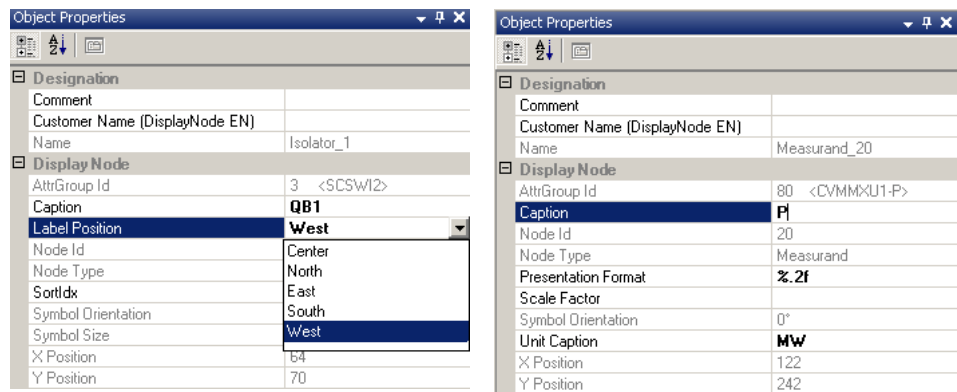 Object Properties
Designation
Comment
Customer Name (DisplayNode EN)
Name Isolator_1
Display Node
AttrGroup Id 3 <SCSWI2>
Caption QB1
Label Position West
Node Id Center
Node Type North
SortIdx East
Symbol Orientation South
Symbol Size West
X Position 64
Y Position 70
Object Properties
Designation
Comment
Customer Name (DisplayNode EN)
Name Measurand_20
Display Node
AttrGroup Id 80 <CVMMXU1-P>
Caption P
Node Id 20
Node Type Measurand
Presentation Format %.2f
Scale Factor
Symbol Orientation 0°
Unit Caption MW
X Position 122
Y Position 242